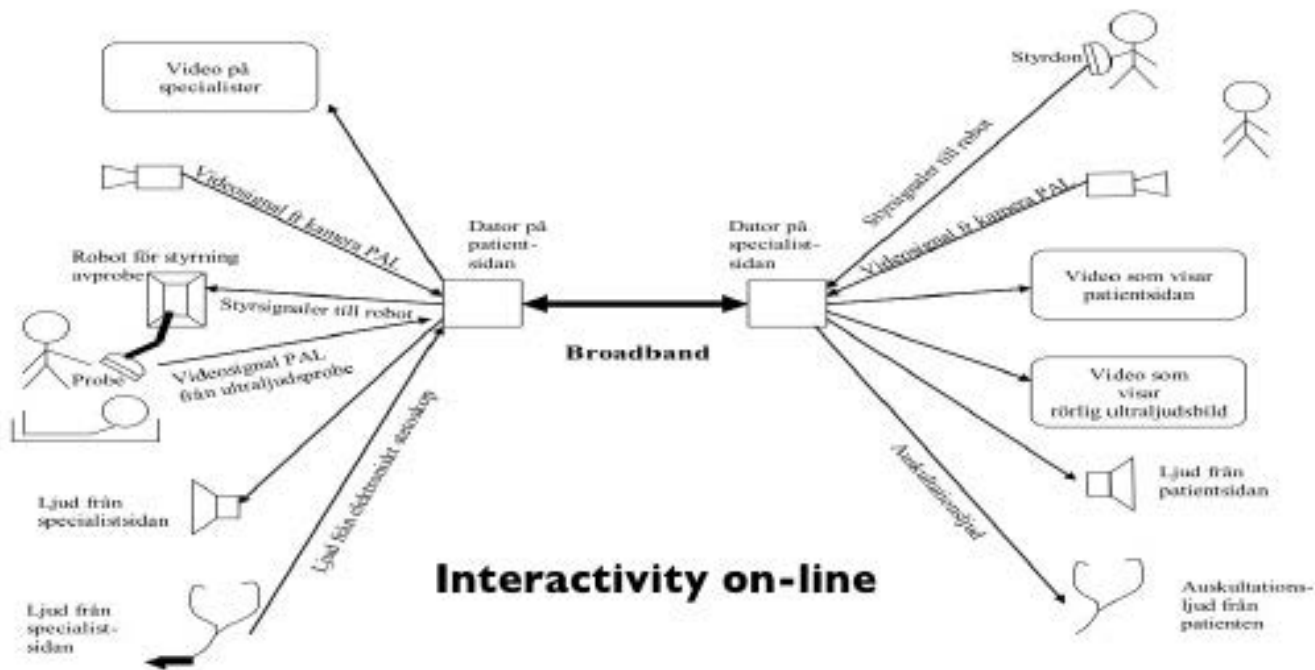 Video på
specialister
Videosignal fr kamera PAL
Robot för styrning
avprobe
Styrsignaler till robot
Probe
Videosignal PAL
från ultraljudsprobe
Ljud från
specialistsidan
Ljud från elektroniskt stetoskop
Ljud från
specialist-
sidan
Dator på
patient-
sidan
Broadband
Dator på
specialist-
sidan
Styrdon
Styrsignaler till robot
Videosignal fr kamera PAL
Video som visar
patientsidan
Video som
visar
rörlig ultraljudsbild
Ljud från
patientsidan
Auskultationsljud
Auskultations-
ljud från
patienten
Interactivity on-line